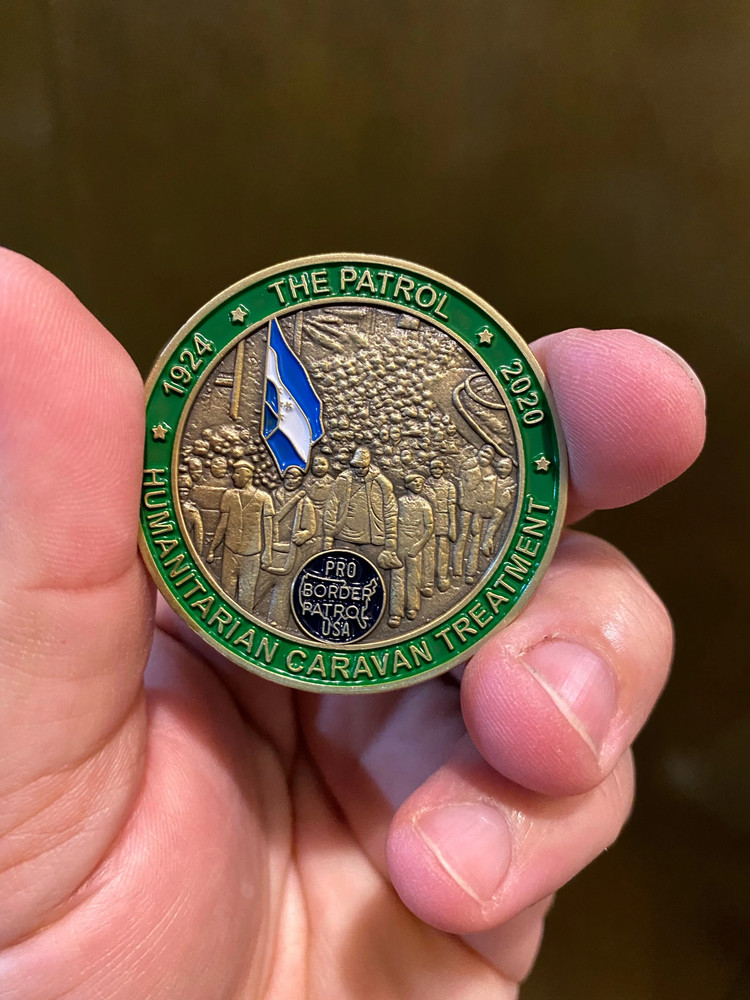 THE PATROL
1924
2020
HUMANITARIAN CARAVAN TREATMENT
PRO
BORDER
PATROL
USA